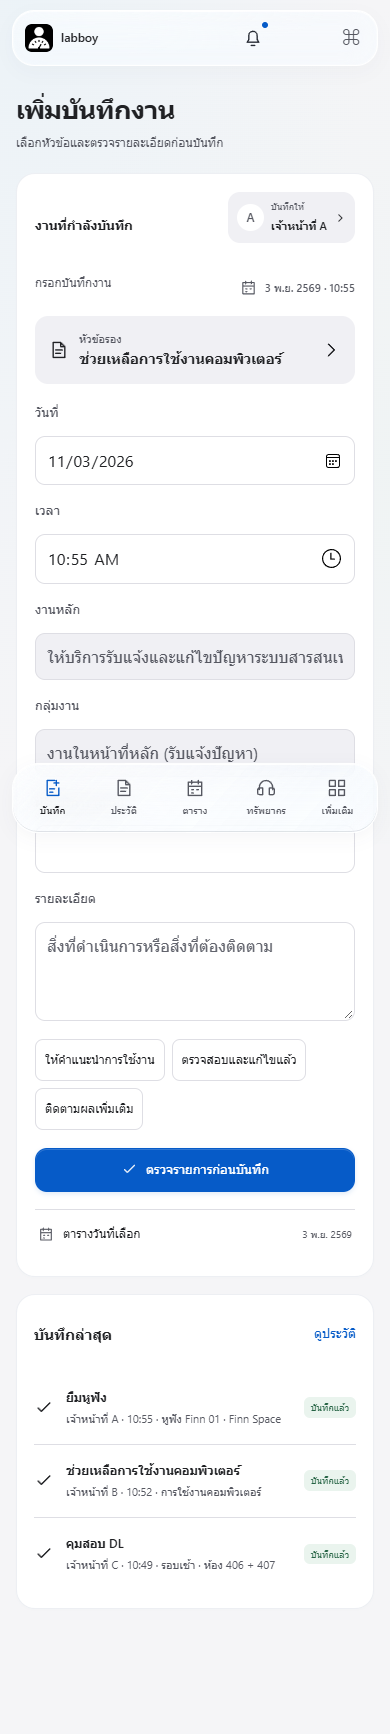 labboy
เพิ่มบันทึกงาน
เลือกหัวข้อและตรวจรายละเอียดก่อนบันทึก
งานที่กำลังบันทึก
A
บันทึกให้
เจ้าหน้าที่ A
กรอกบันทึกงาน
3 พ.ย. 2569 · 10:55
หัวข้อรอง
ช่วยเหลือการใช้งานคอมพิวเตอร์
วันที่
11/03/2026
เวลา
10:55 AM
งานหลัก
ให้บริการรับแจ้งและแก้ไขปัญหาระบบสารสนเท
กลุ่มงาน
งานในหน้าที่หลัก (รับแจ้งปัญหา)
บันทึก
ประวัติ
ตาราง
ทรัพยากร
เพิ่มเติม
รายละเอียด
สิ่งที่ดำเนินการหรือสิ่งที่ต้องติดตาม
ให้คำแนะนำการใช้งาน
ตรวจสอบและแก้ไขแล้ว
ติดตามผลเพิ่มเติม
ตรวจรายการก่อนบันทึก
ตารางวันที่เลือก
3 พ.ย. 2569
บันทึกล่าสุด
ดูประวัติ
ยืมหูฟัง
เจ้าหน้าที่ A · 10:55 · หูฟัง Finn 01 · Finn Space
บันทึกแล้ว
ช่วยเหลือการใช้งานคอมพิวเตอร์
เจ้าหน้าที่ B · 10:52 · การใช้งานคอมพิวเตอร์
บันทึกแล้ว
คุมสอบ DL
เจ้าหน้าที่ C · 10:49 · รอบเช้า · ห้อง 406 + 407
บันทึกแล้ว